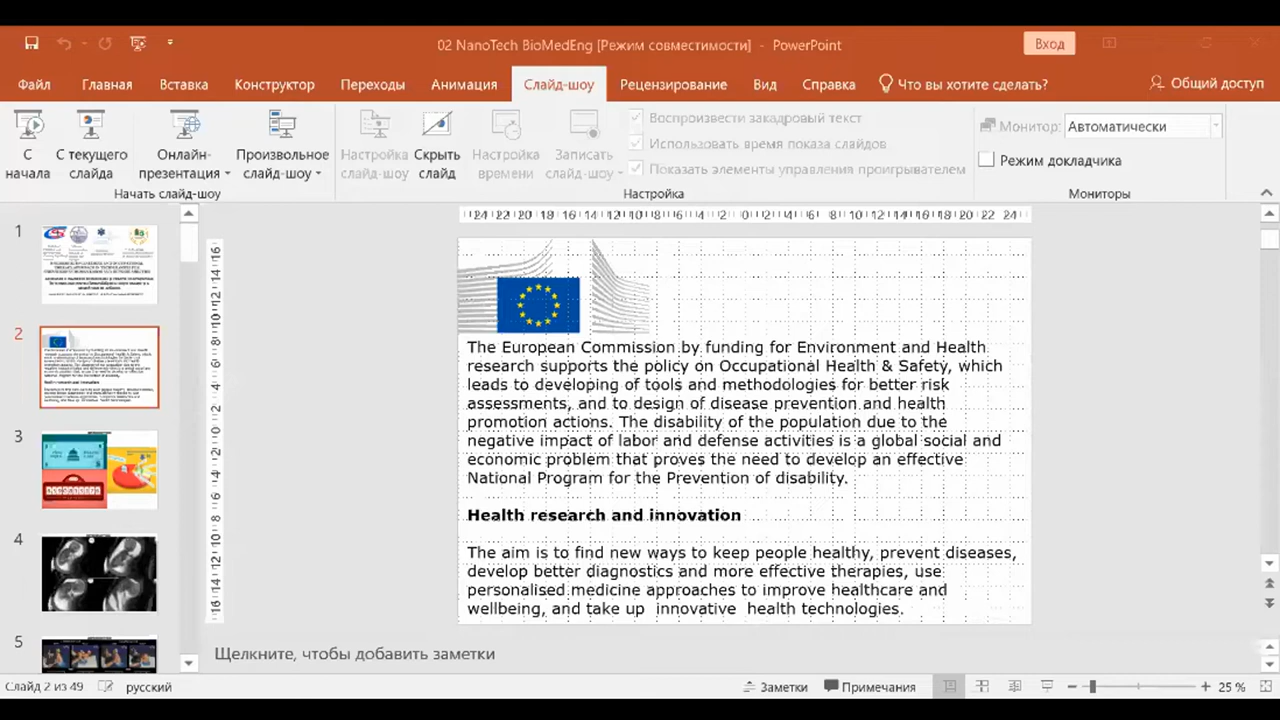 02 NanoTech BioMedEng [Режим совместимости] - PowerPoint
Вход
Файл Главная Вставка Конструктор Переходы Анимация Слайд-шоу Рецензирование Вид Справка Что вы хотите сделать? Общий доступ
С начала
С текущего слайда
Онлайн-презентация
Произвольное слайд-шоу
Начать слайд-шоу
Настройка слайд-шоу
Скрыть слайд
Настройка времени
Записать слайд-шоу
Воспроизвести закадровый текст
Использовать время показа слайдов
Показать элементы управления проигрывателем
Настройка
Монитор: Автоматически
Режим докладчика
Мониторы
1
2
3
4
5
The European Commission by funding for Environment and Health
research supports the policy on Occupational Health & Safety, which
leads to developing of tools and methodologies for better risk
assessments, and to design of disease prevention and health
promotion actions. The disability of the population due to the
negative impact of labor and defense activities is a global social and
economic problem that proves the need to develop an effective
National Program for the Prevention of disability.
Health research and innovation
The aim is to find new ways to keep people healthy, prevent diseases,
develop better diagnostics and more effective therapies, use
personalised medicine approaches to improve healthcare and
wellbeing, and take up innovative health technologies.
Щелкните, чтобы добавить заметки
Слайд 2 из 49 русский Заметки Примечания 25 %